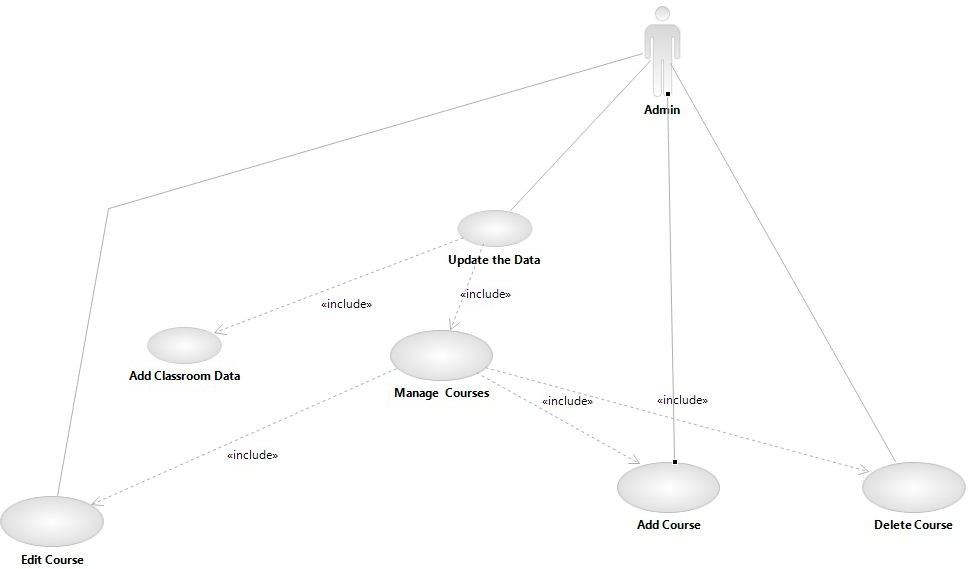 Admin
Update the Data
«include»
«include»
Add Classroom Data
Manage  Courses
«include»
«include»
«include»
Add Course
Delete Course
Edit Course